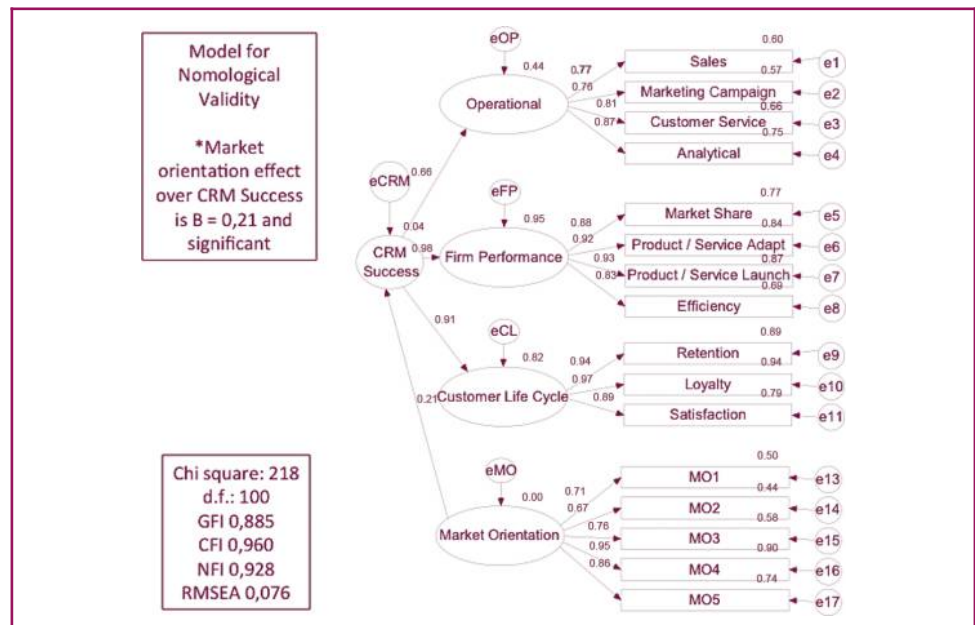 Model for
Nomological
Validity
*Market
orientation effect
over CRM Success
is B = 0,21 and
significant
Chi square: 218
d.f.: 100
GFI 0,885
CFI 0,960
NFI 0,928
RMSEA 0,076
eCRM
0.04
CRM
Success
0.66
0.98
0.91
0.21
eOP
0.44
Operational
0.77
0.76
0.81
0.87
0.60
Sales
e1
0.57
Marketing Campaign
e2
0.66
Customer Service
e3
0.75
Analytical
e4
eFP
0.95
Firm Performance
0.88
0.92
0.93
0.83
0.77
Market Share
e5
0.84
Product / Service Adapt
e6
0.87
Product / Service Launch
e7
0.69
Efficiency
e8
eCL
0.82
Customer Life Cycle
0.94
0.97
0.89
0.89
Retention
e9
0.94
Loyalty
e10
0.79
Satisfaction
e11
eMO
0.00
Market Orientation
0.71
0.67
0.76
0.95
0.86
0.50
MO1
e13
0.44
MO2
e14
0.58
MO3
e15
0.90
MO4
e16
0.74
MO5
e17